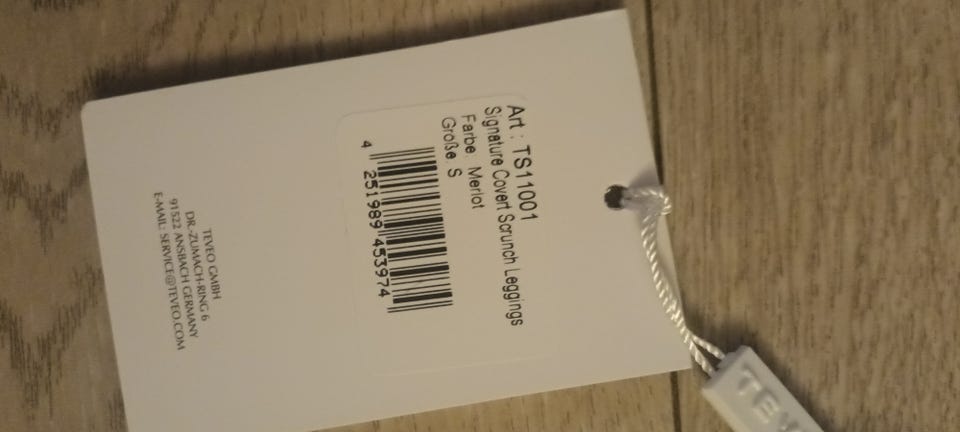 Art : TS11001
Signature Covert Scrunch Leggings
Farbe: Merlot
Größe: S
4 251989 453974
TEVEO GMBH
DR.-ZUMACH-RING 6
91522 ANSBACH GERMANY
E-MAIL: SERVICE@TEVEO.COM
TEV